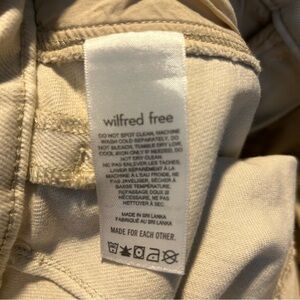 wilfred free
DO NOT SPOT CLEAN, MACHINE
WASH COLD SEPARATELY, DO
NOT BLEACH, TUMBLE DRY LOW,
COOL IRON ONLY IF NEEDED, DO
NOT DRY CLEAN.
NE PAS ENLEVER LES TACHES,
LAVER SÉPARÉMENT À LA
MACHINE À L'EAU FROIDE, NE
PAS JAVELISER, SÉCHER À
BASSE TEMPÉRATURE,
REPASSAGE DOUX SI
NÉCESSAIRE, NE PAS
NETTOYER À SEC.
MADE IN SRI LANKA
FABRIQUÉ AU SRI LANKA
MADE FOR EACH OTHER.